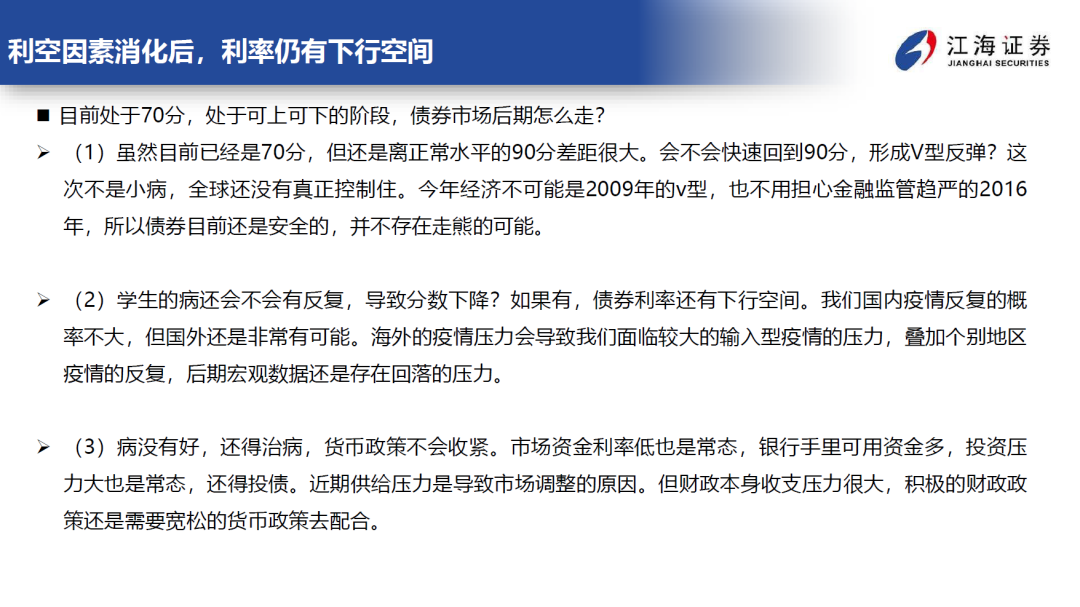 利空因素消化后，利率仍有下行空间
江海证券
JIANGHAI SECURITIES
■ 目前处于70分，处于可上可下的阶段，债券市场后期怎么走？
➢ （1）虽然目前已经是70分，但还是离正常水平的90分差距很大。会不会快速回到90分，形成V型反弹？这
次不是小病，全球还没有真正控制住。今年经济不可能是2009年的v型，也不用担心金融监管趋严的2016
年，所以债券目前还是安全的，并不存在走熊的可能。
➢ （2）学生的病还会不会有反复，导致分数下降？如果有，债券利率还有下行空间。我们国内疫情反复的概
率不大，但国外还是非常有可能。海外的疫情压力会导致我们面临较大的输入型疫情的压力，叠加个别地区
疫情的反复，后期宏观数据还是存在回落的压力。
➢ （3）病没有好，还得治病，货币政策不会收紧。市场资金利率低也是常态，银行手里可用资金多，投资压
力大也是常态，还得投债。近期供给压力是导致市场调整的原因。但财政本身收支压力很大，积极的财政政
策还是需要宽松的货币政策去配合。